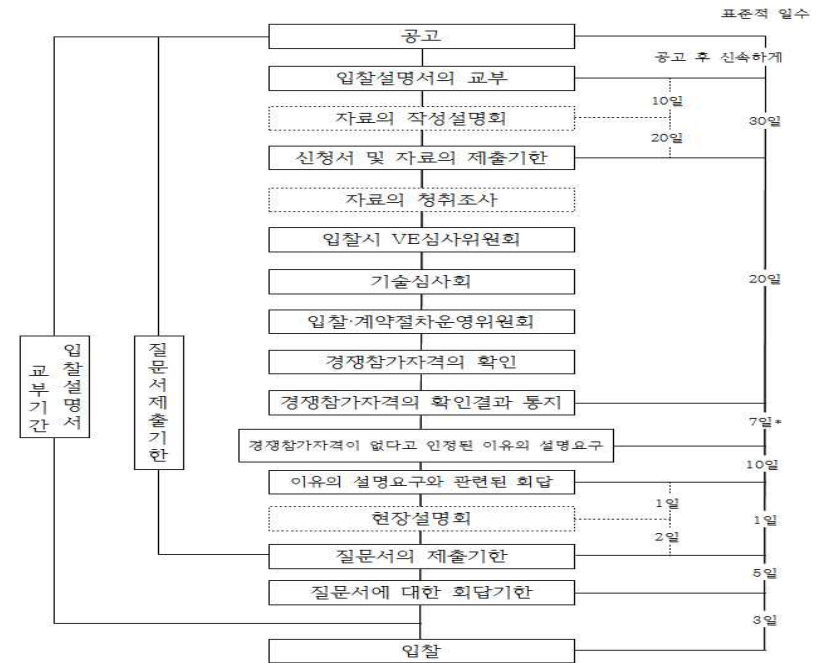 표준적 일수
공고
공고 후 신속하게
입찰설명서의 교부
10일
자료의 작성설명회
30일
20일
신청서 및 자료의 제출기한
자료의 청취조사
입찰시 VE심사위원회
기술심사회
20일
입찰·계약절차운영위원회
입찰설명서
교부기간
질문서제출기한
경쟁참가자격의 확인
경쟁참가자격의 확인결과 통지
7일*
경쟁참가자격이 없다고 인정된 이유의 설명요구
10일
이유의 설명요구와 관련된 회답
1일
현장설명회
1일
2일
질문서의 제출기한
5일
질문서에 대한 회답기한
3일
입찰